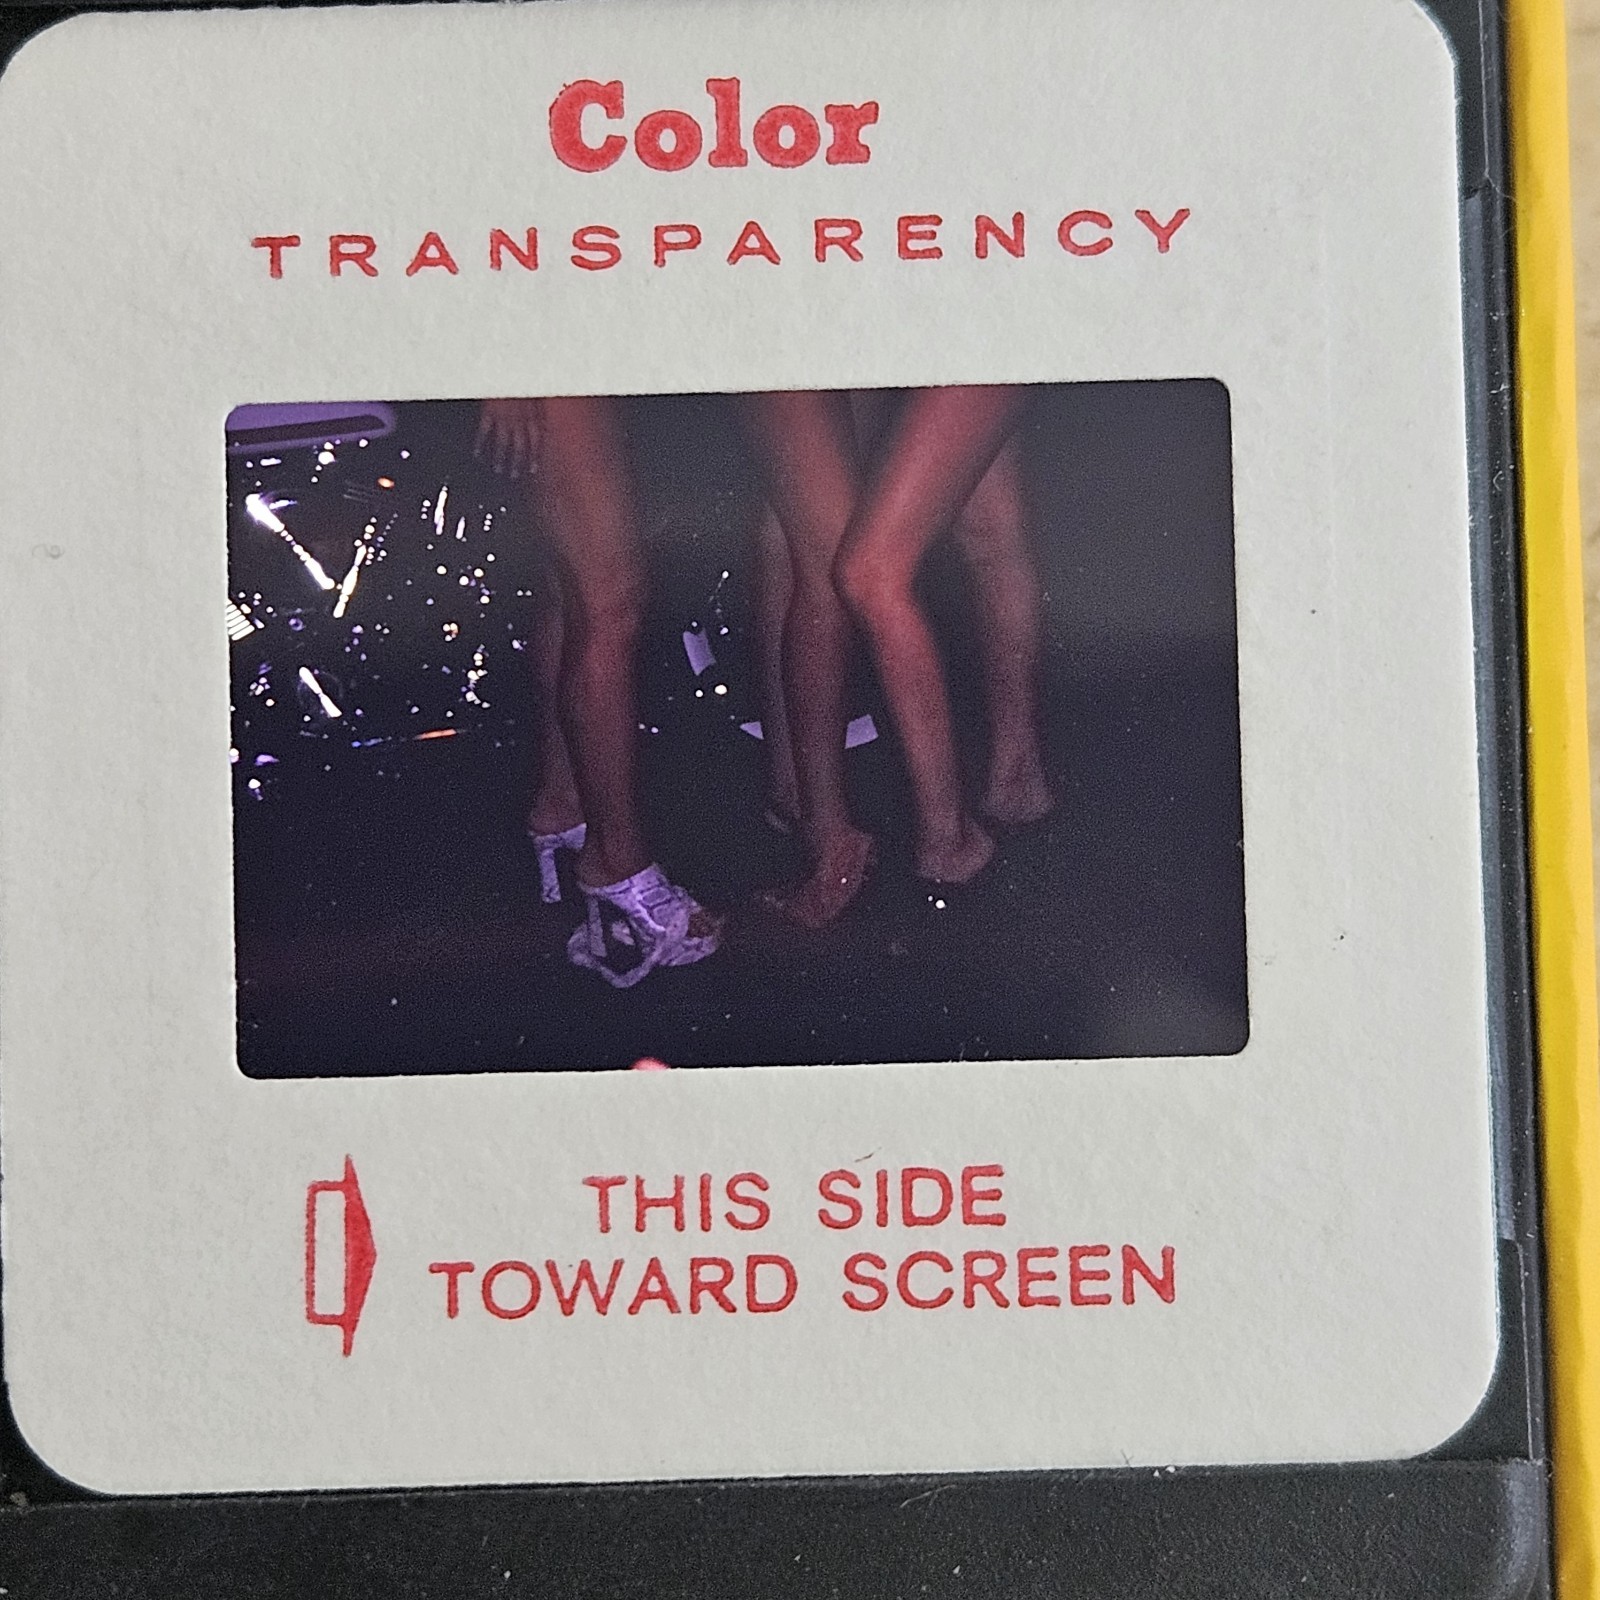 Color
TRANSPARENCY
THIS SIDE
TOWARD SCREEN